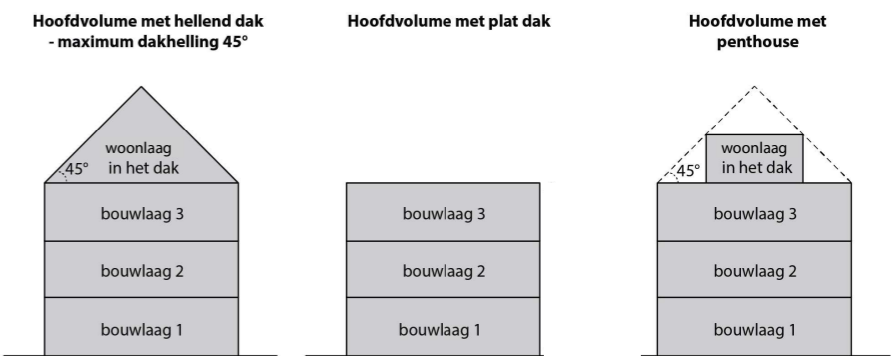 Hoofdvolume met hellend dak
- maximum dakhelling 45°
Hoofdvolume met plat dak
Hoofdvolume met
penthouse
woonlaag
45° in het dak
bouwlaag 3
bouwlaag 2
bouwlaag 1
bouwlaag 3
bouwlaag 2
bouwlaag 1
woonlaag
45° in het dak
bouwlaag 3
bouwlaag 2
bouwlaag 1